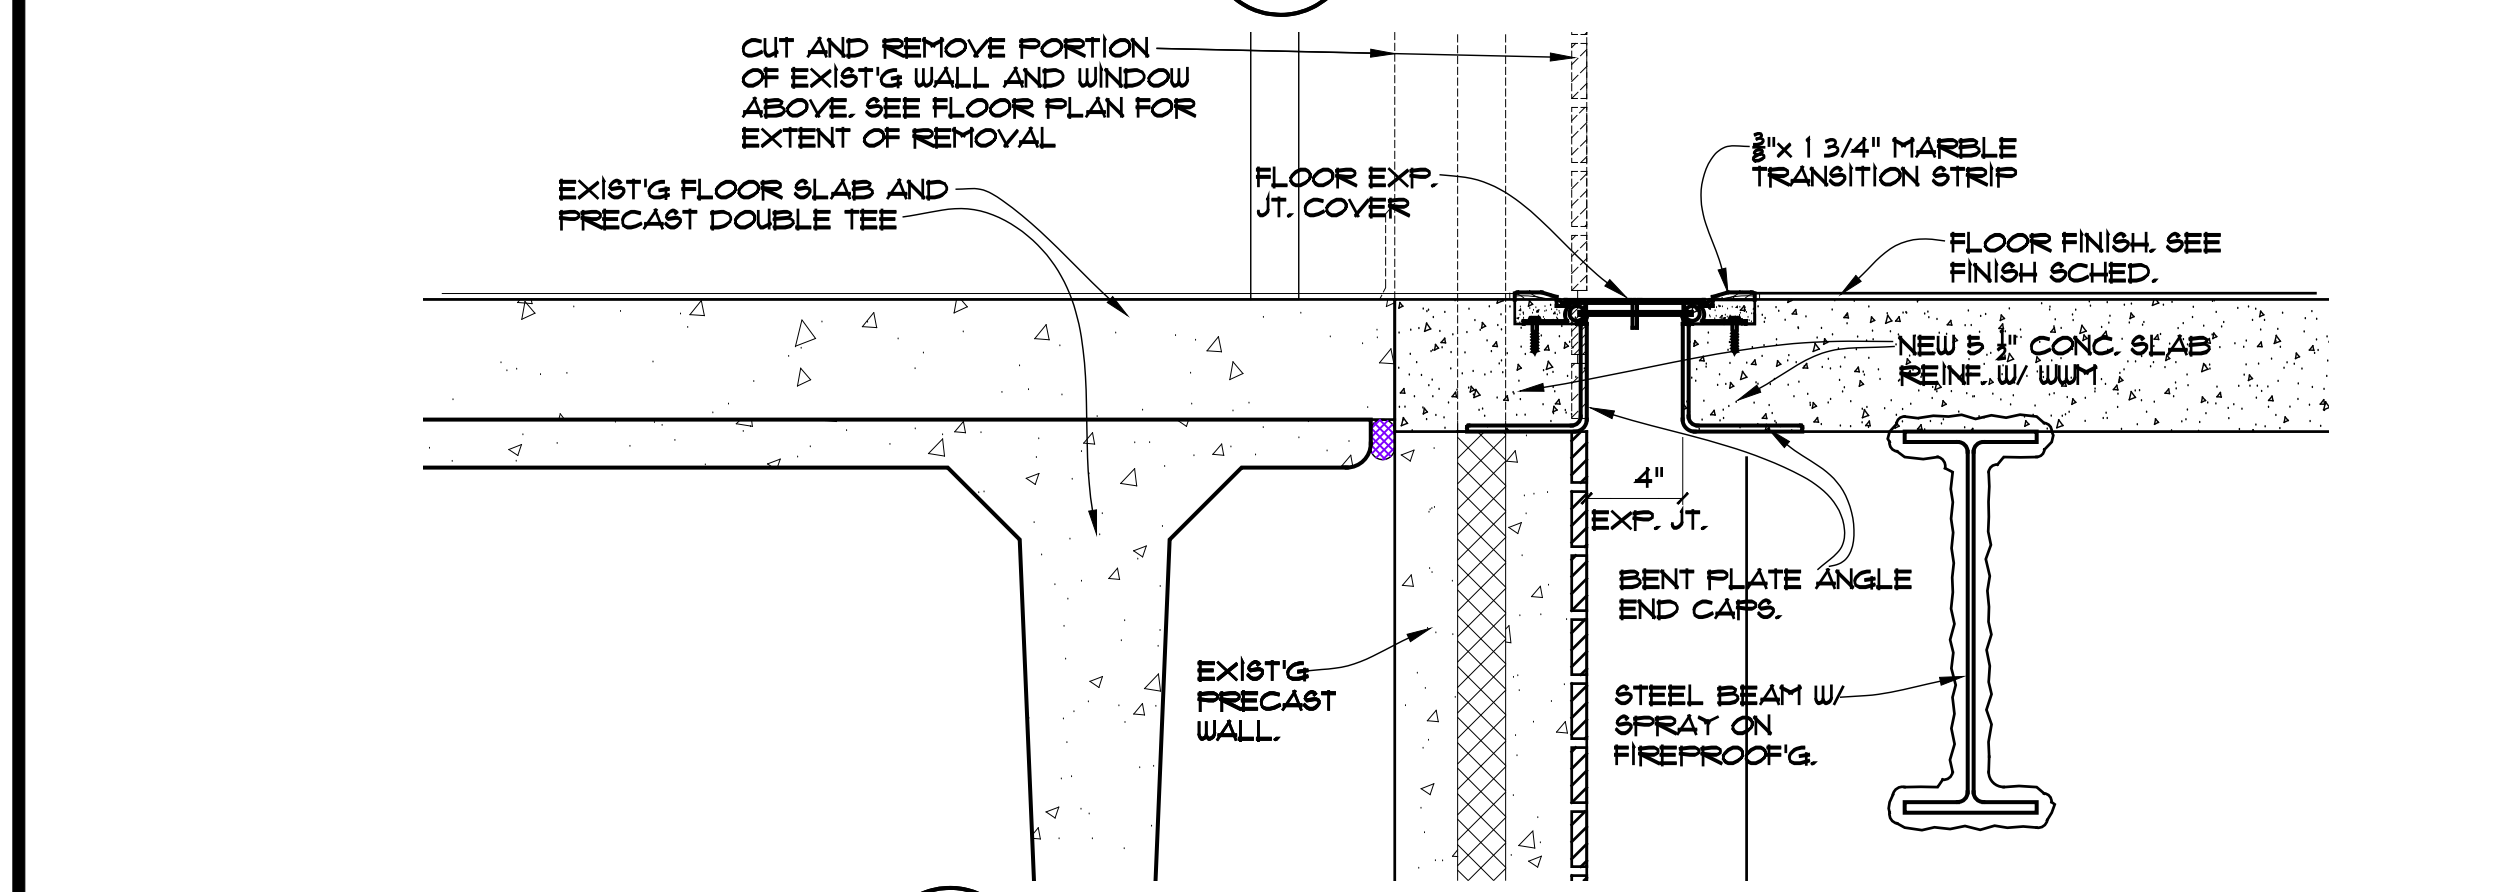 CUT AND REMOVE PORTION
OF EXIST'G WALL AND WINDOW
ABOVE. SEE FLOOR PLAN FOR
EXTENT OF REMOVAL
EXIST'G FLOOR SLAB AND
PRECAST DOUBLE TEE
FLOOR EXP.
JT. COVER
3/8"x 1 3/4" MARBLE
TRANSITION STRIP
FLOOR FINISH. SEE
FINISH SCHED.
NEW 5 1/2" CONC. SLAB
REINF. W/ WWM
4"
EXP. JT.
BENT PLATE ANGLE
END CAPS.
EXIST'G
PRECAST
WALL.
STEEL BEAM W/
SPRAY ON
FIREPROOF'G.